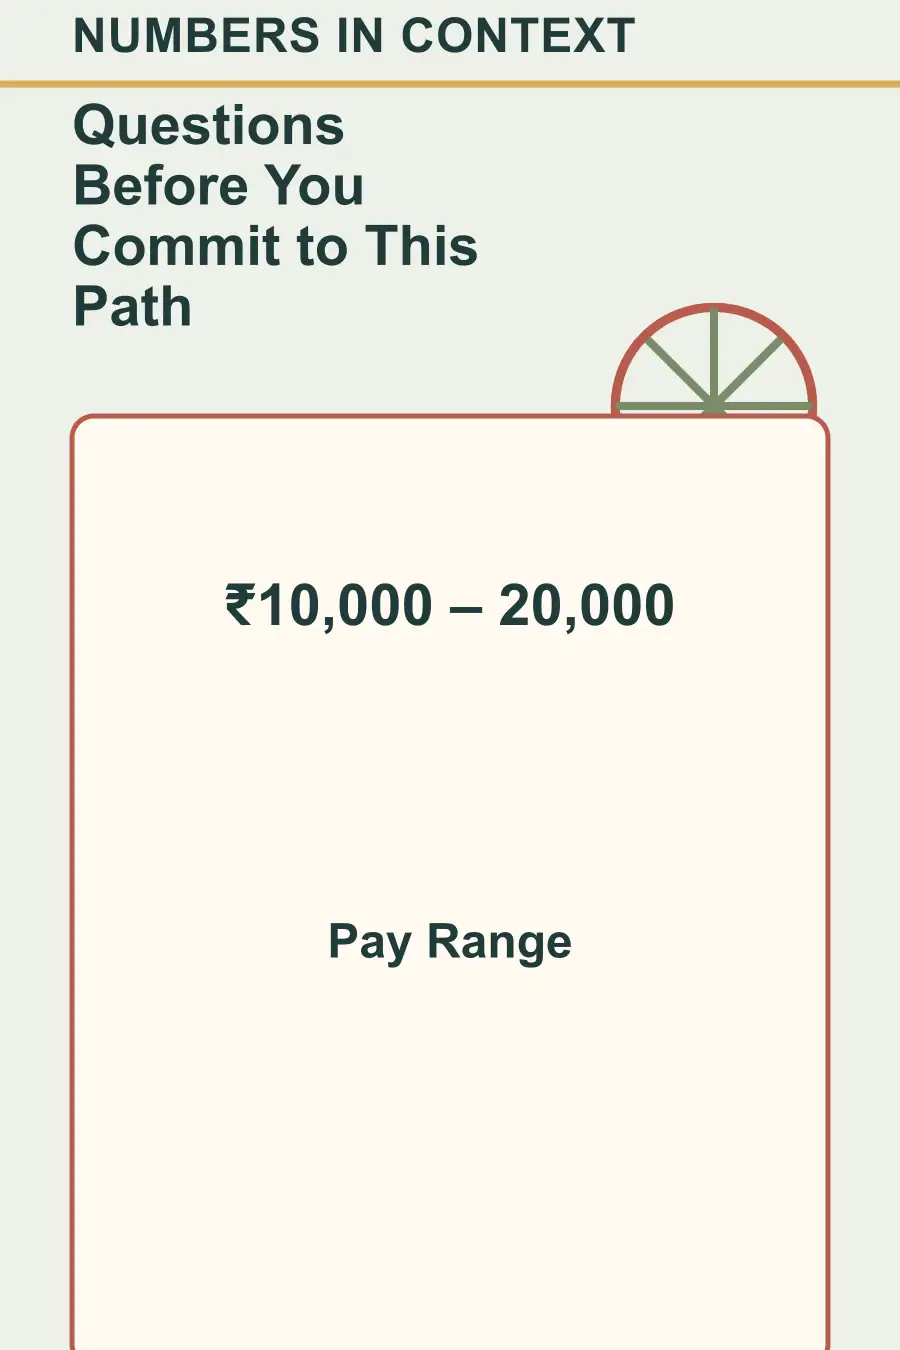 NUMBERS IN CONTEXT
Questions
Before You
Commit to This
Path
₹10,000 – 20,000
Pay Range